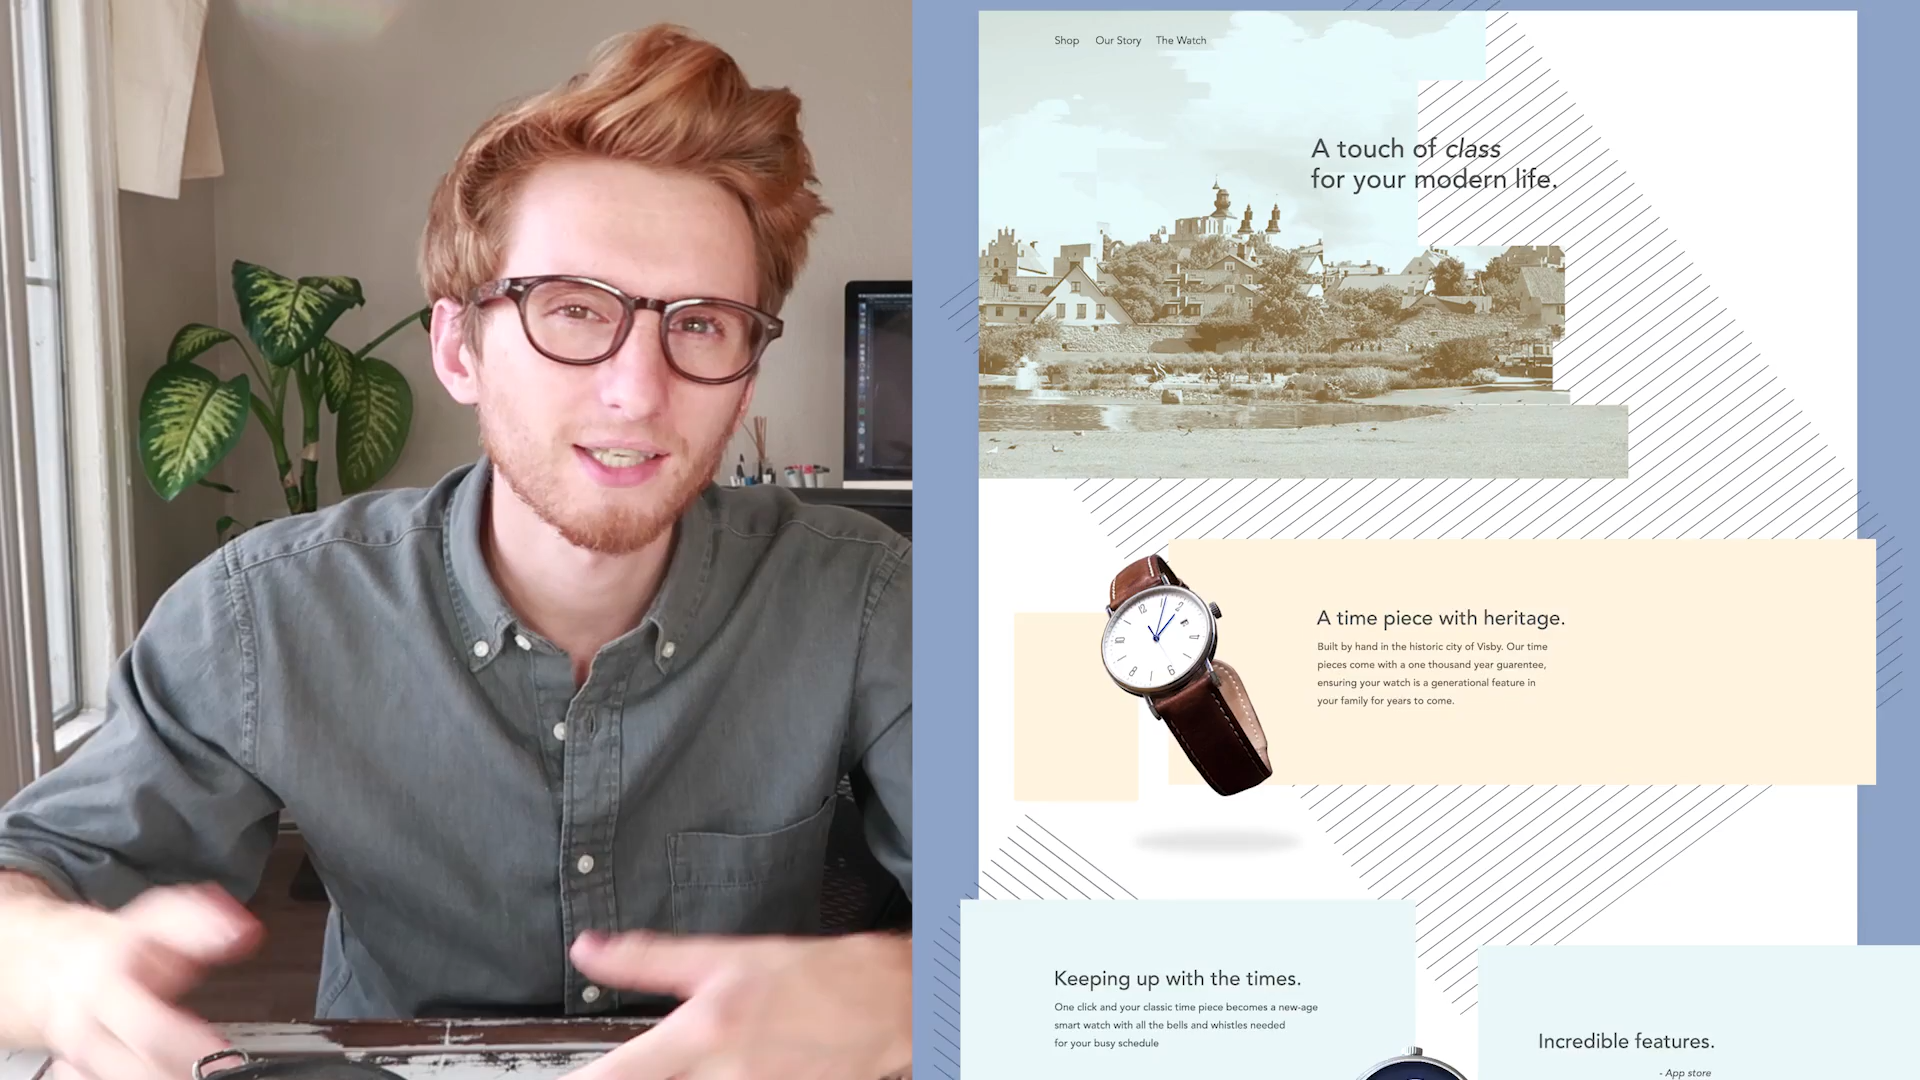 Shop Our Story The Watch
A touch of class
for your modern life.
A time piece with heritage.
Built by hand in the historic city of Visby. Our time
pieces come with a one thousand year guarentee,
ensuring your watch is a generational feature in
your family for years to come.
Keeping up with the times.
One click and your classic time piece becomes a new-age
smart watch with all the bells and whistles needed
for your busy schedule
Incredible features.
- App store